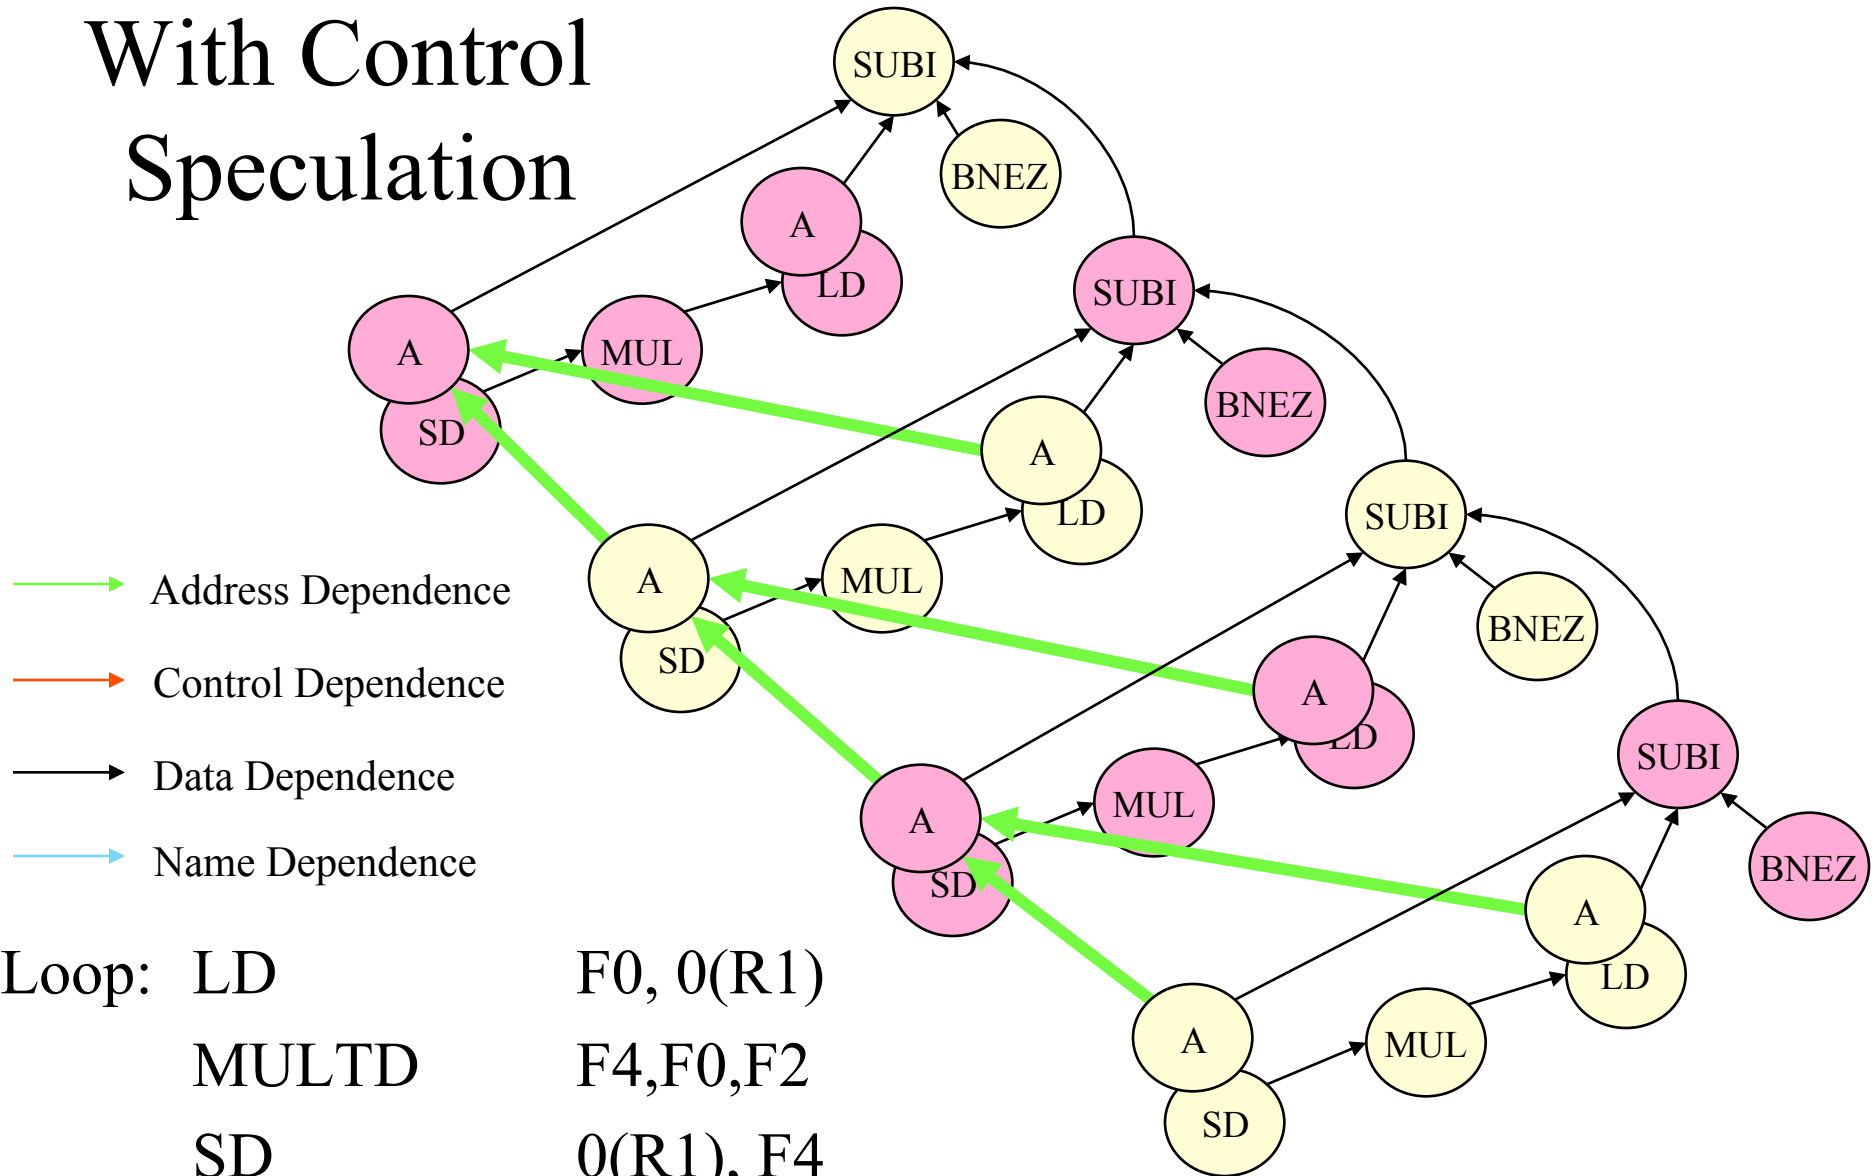 With Control
Speculation
SUBI
BNEZ
A
LD
SUBI
A
MUL
BNEZ
SD
A
LD
SUBI
A
MUL
BNEZ
SD
A
LD
SUBI
A
MUL
BNEZ
SD
A
LD
A
MUL
SD
Address Dependence
Control Dependence
Data Dependence
Name Dependence
Loop: LD F0, 0(R1)
MULTD F4,F0,F2
SD 0(R1), F4